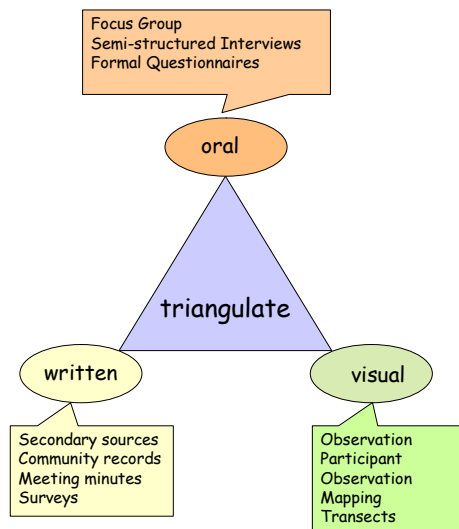 Focus Group
Semi-structured Interviews
Formal Questionnaires
oral
triangulate
written
visual
Secondary sources
Community records
Meeting minutes
Surveys
Observation
Participant
Observation
Mapping
Transects